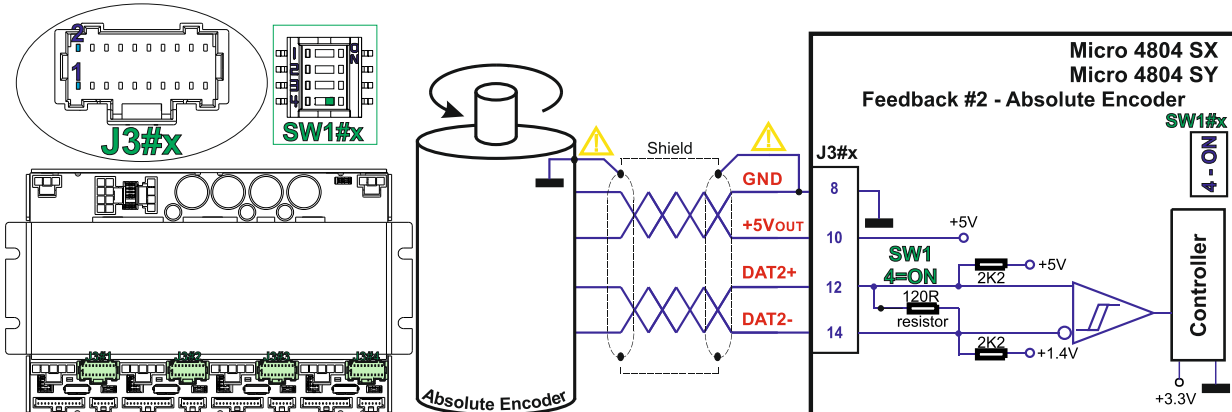 2
1
J3#x
1
2
3
4
ON
SW1#x
J3#1
J3#2
J3#3
J3#4
Absolute Encoder
Shield
GND
+5VOUT
DAT2+
DAT2-
J3#x
8
10
12
14
Micro 4804 SX
Micro 4804 SY
Feedback #2 - Absolute Encoder
SW1#x
4 - ON
+5V
SW1
4=ON
2K2
+5V
120R
resistor
2K2
+1.4V
Controller
+3.3V